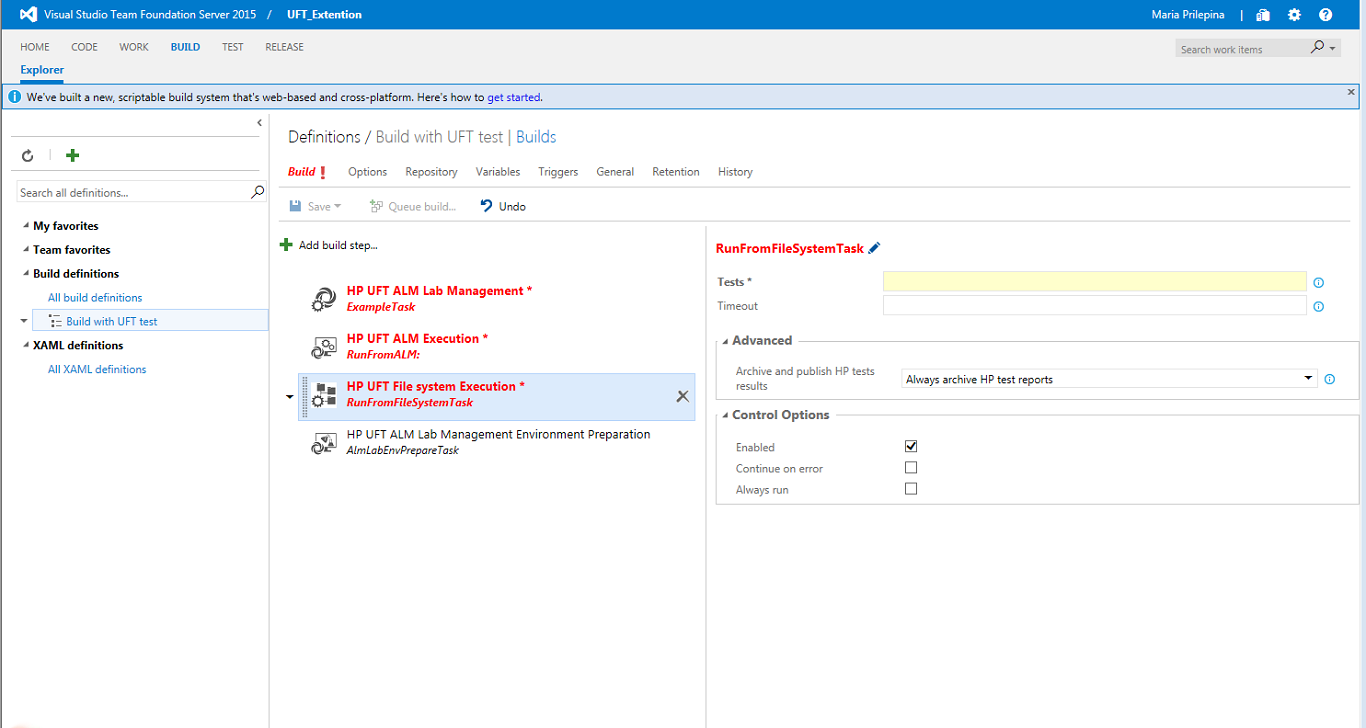 Visual Studio Team Foundation Server 2015 / UFT_Extention Maria Prilepina |
HOME CODE WORK BUILD TEST RELEASE Search work items
Explorer
We've built a new, scriptable build system that's web-based and cross-platform. Here's how to get started.
Definitions / Build with UFT test | Builds
Build ! Options Repository Variables Triggers General Retention History
Search all definitions...
Save Queue build... Undo
My favorites
Team favorites
Build definitions
All build definitions
Build with UFT test
XAML definitions
All XAML definitions
Add build step...
HP UFT ALM Lab Management *
ExampleTask
HP UFT ALM Execution *
RunFromALM:
HP UFT File system Execution *
RunFromFileSystemTask
HP UFT ALM Lab Management Environment Preparation
AlmLabEnvPrepareTask
RunFromFileSystemTask
Tests *
Timeout
Advanced
Archive and publish HP tests
results
Always archive HP test reports
Control Options
Enabled
Continue on error
Always run